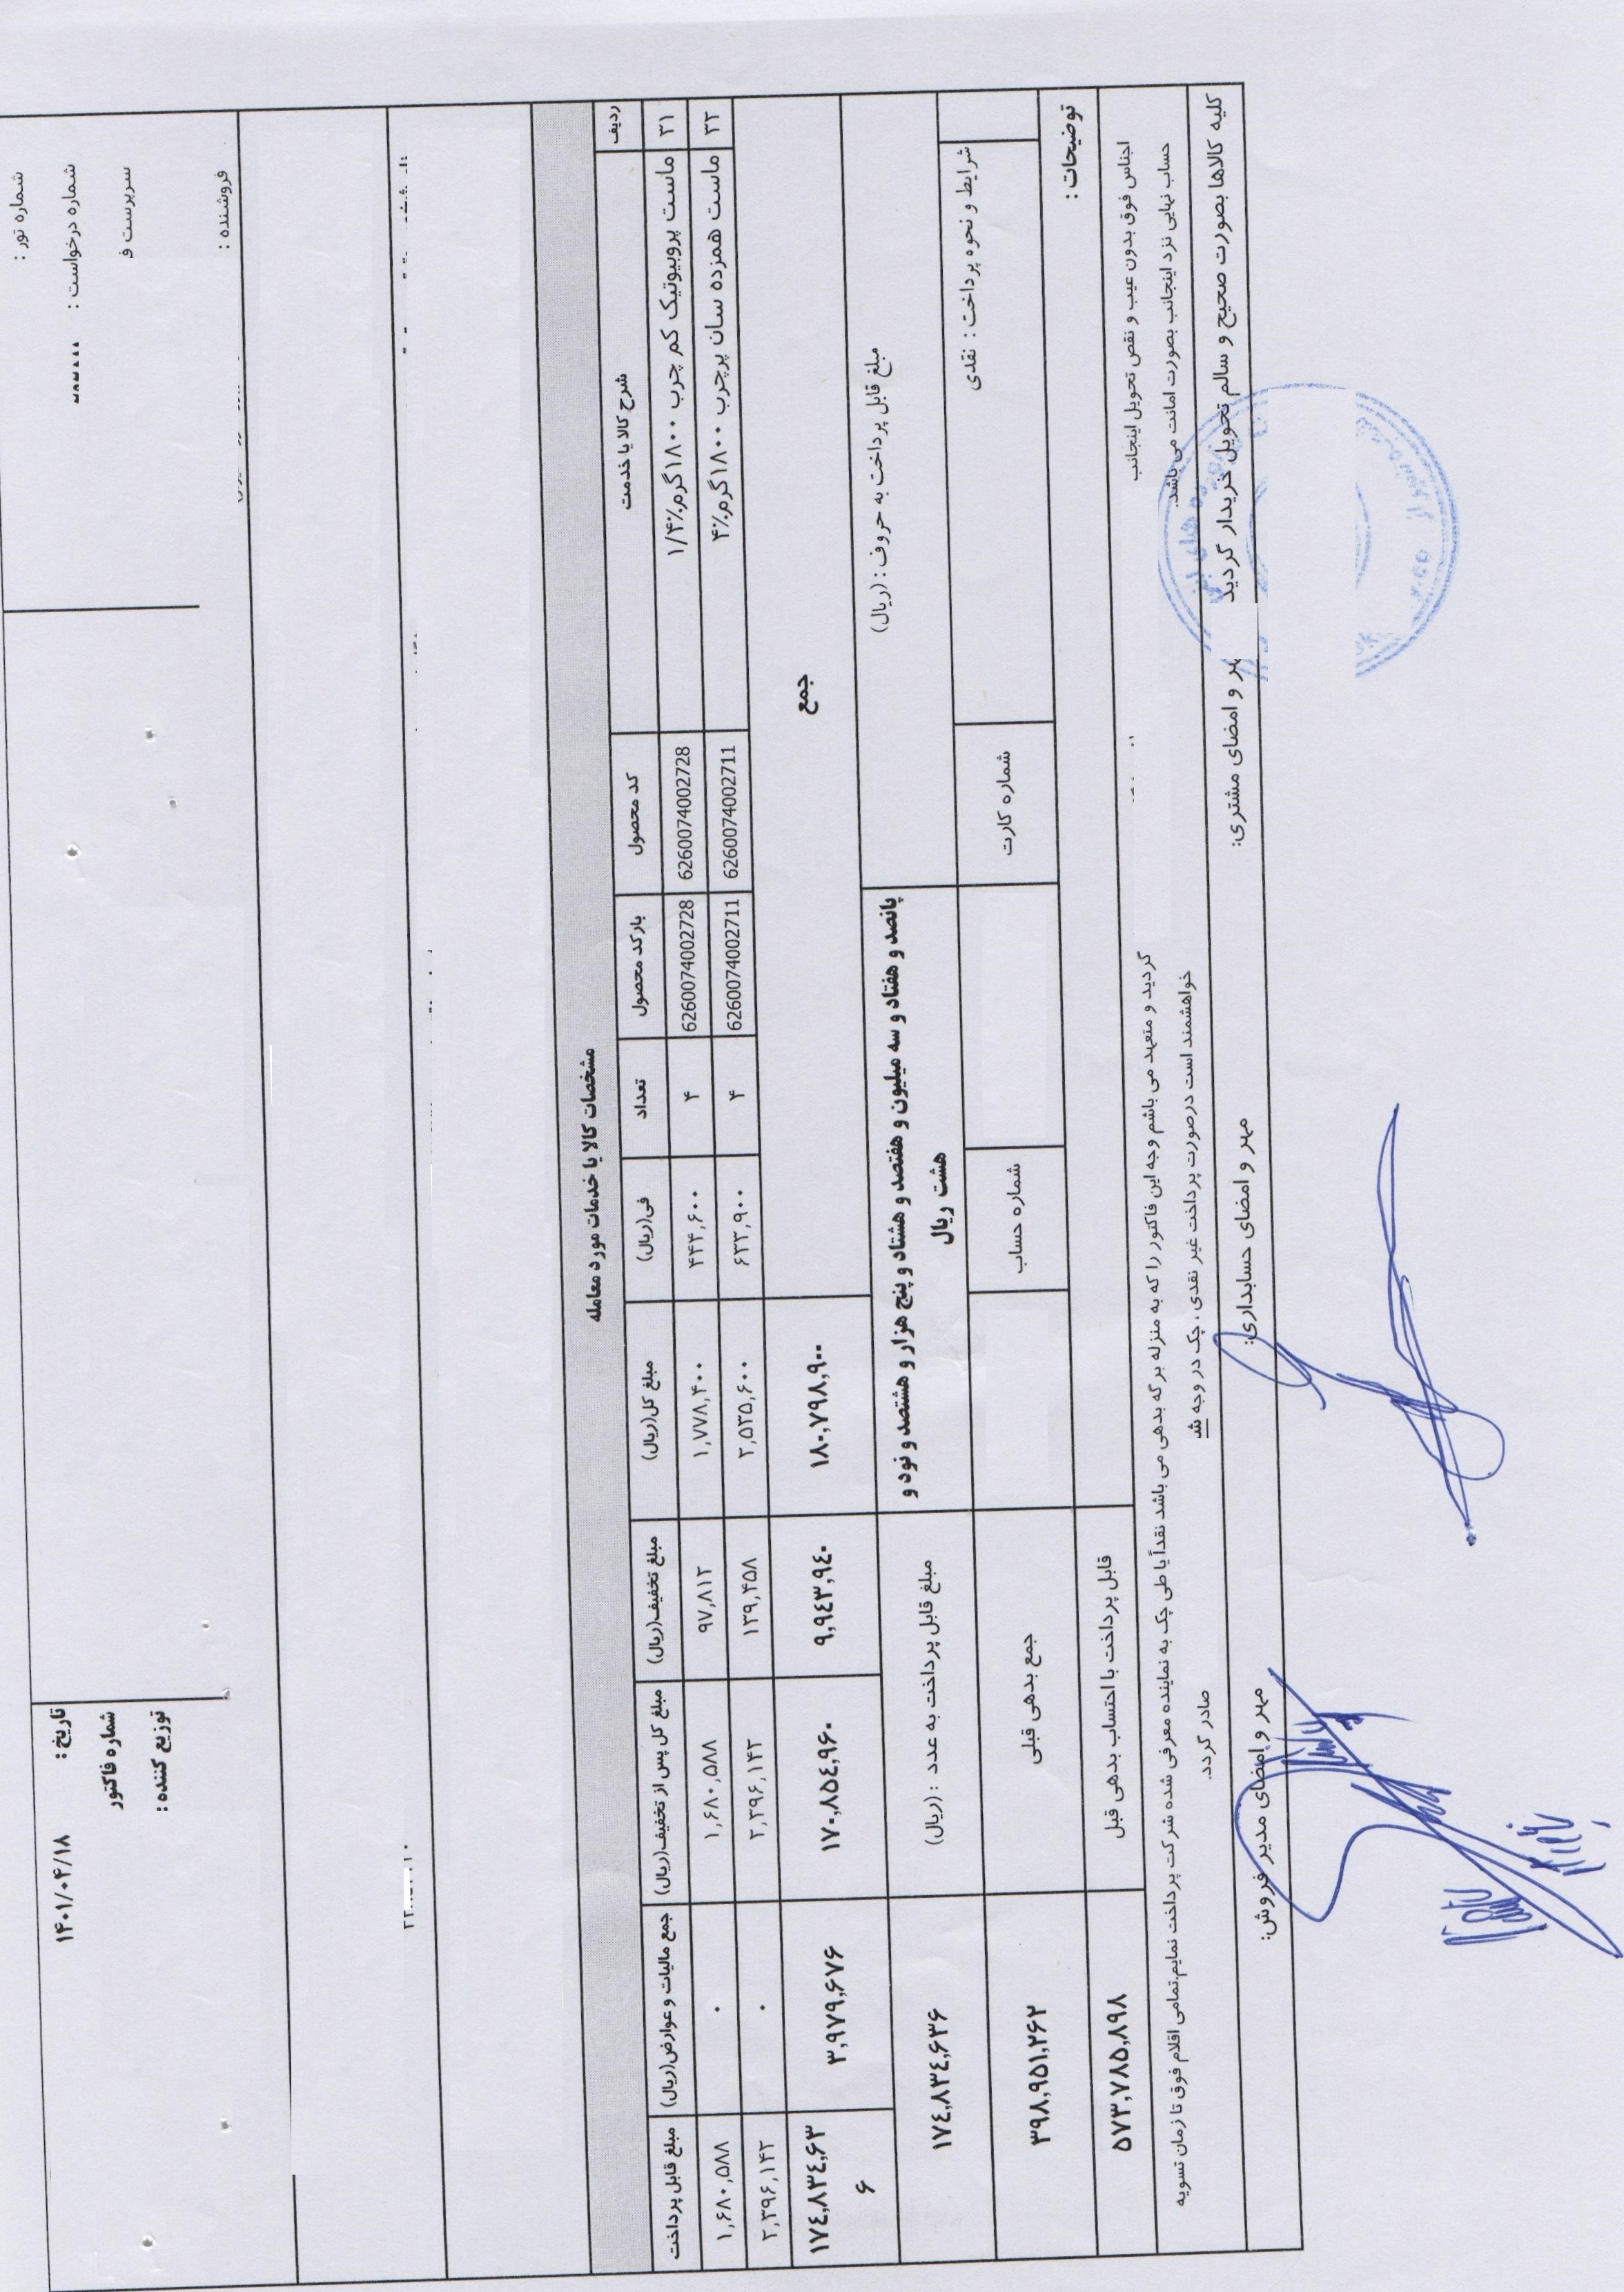 شماره تور :
شماره درخواست :
سرپرست ف
فروشنده :
تاریخ : ۱۴۰۱/۰۴/۱۸
شماره فاکتور
توزیع کننده :
مشخصات کالا یا خدمات مورد معامله
ردیف شرح کالا یا خدمت کد محصول بارکد محصول تعداد فی(ریال) مبلغ کل(ریال) مبلغ تخفیف(ریال) مبلغ کل پس از تخفیف(ریال) جمع مالیات و عوارض(ریال) مبلغ قابل پرداخت
۳۱ ماست پروبیوتیک کم چرب ۱۸۰۰گرم٪۱/۴ 6260074002728 6260074002728 ۴ ۴۴۴,۶۰۰ ۱,۷۷۸,۴۰۰ ۹۷,۸۱۲ ۱,۶۸۰,۵۸۸ ۰ ۱,۶۸۰,۵۸۸
۳۲ ماست همزده سان پرچرب ۱۸۰۰گرم٪۴ 6260074002711 6260074002711 ۴ ۶۳۳,۹۰۰ ۲,۵۳۵,۶۰۰ ۱۳۹,۴۵۸ ۲,۳۹۶,۱۴۲ ۰ ۲,۳۹۶,۱۴۲
جمع ۱۸۰,۷۹۸,۹۰۰ ۹,۹٤۳,۹٤۰ ۱۷۰,۸٥٤,۹۶۰ ۳,۹۷۹,۶۷۶ ۱۷٤,۸۳٤,۶۳
۶
مبلغ قابل پرداخت به حروف : (ریال) پانصد و هفتاد و سه میلیون و هفتصد و هشتاد و پنج هزار و هشتصد و نود و
هشت ریال
مبلغ قابل پرداخت به عدد : (ریال) ۱۷٤,۸۳٤,۶۳۶
شرایط و نحوه پرداخت : نقدی شماره کارت شماره حساب جمع بدهی قبلی ۳۹۸,۹۵۱,۲۶۲
توضیحات : قابل پرداخت با احتساب بدهی قبل ۵۷۳,۷۸۵,۸۹۸
اجناس فوق بدون عیب و نقص تحویل اینجانب گردید و متعهد می باشم وجه این فاکتور را که به منزله برگه بدهی می باشد نقداً یا طی چک به نماینده معرفی شده شرکت پرداخت نمایم.تمامی اقلام فوق تا زمان تسویه
حساب نهایی نزد اینجانب بصورت امانت می باشد. خواهشمند است درصورت پرداخت غیر نقدی ، چک در وجه ش صادر گردد.
کلیه کالاها بصورت صحیح و سالم تحویل خریدار گردید هر و امضای مشتری: مهر و امضای حسابداری: مهر و امضای مدیر فروش: